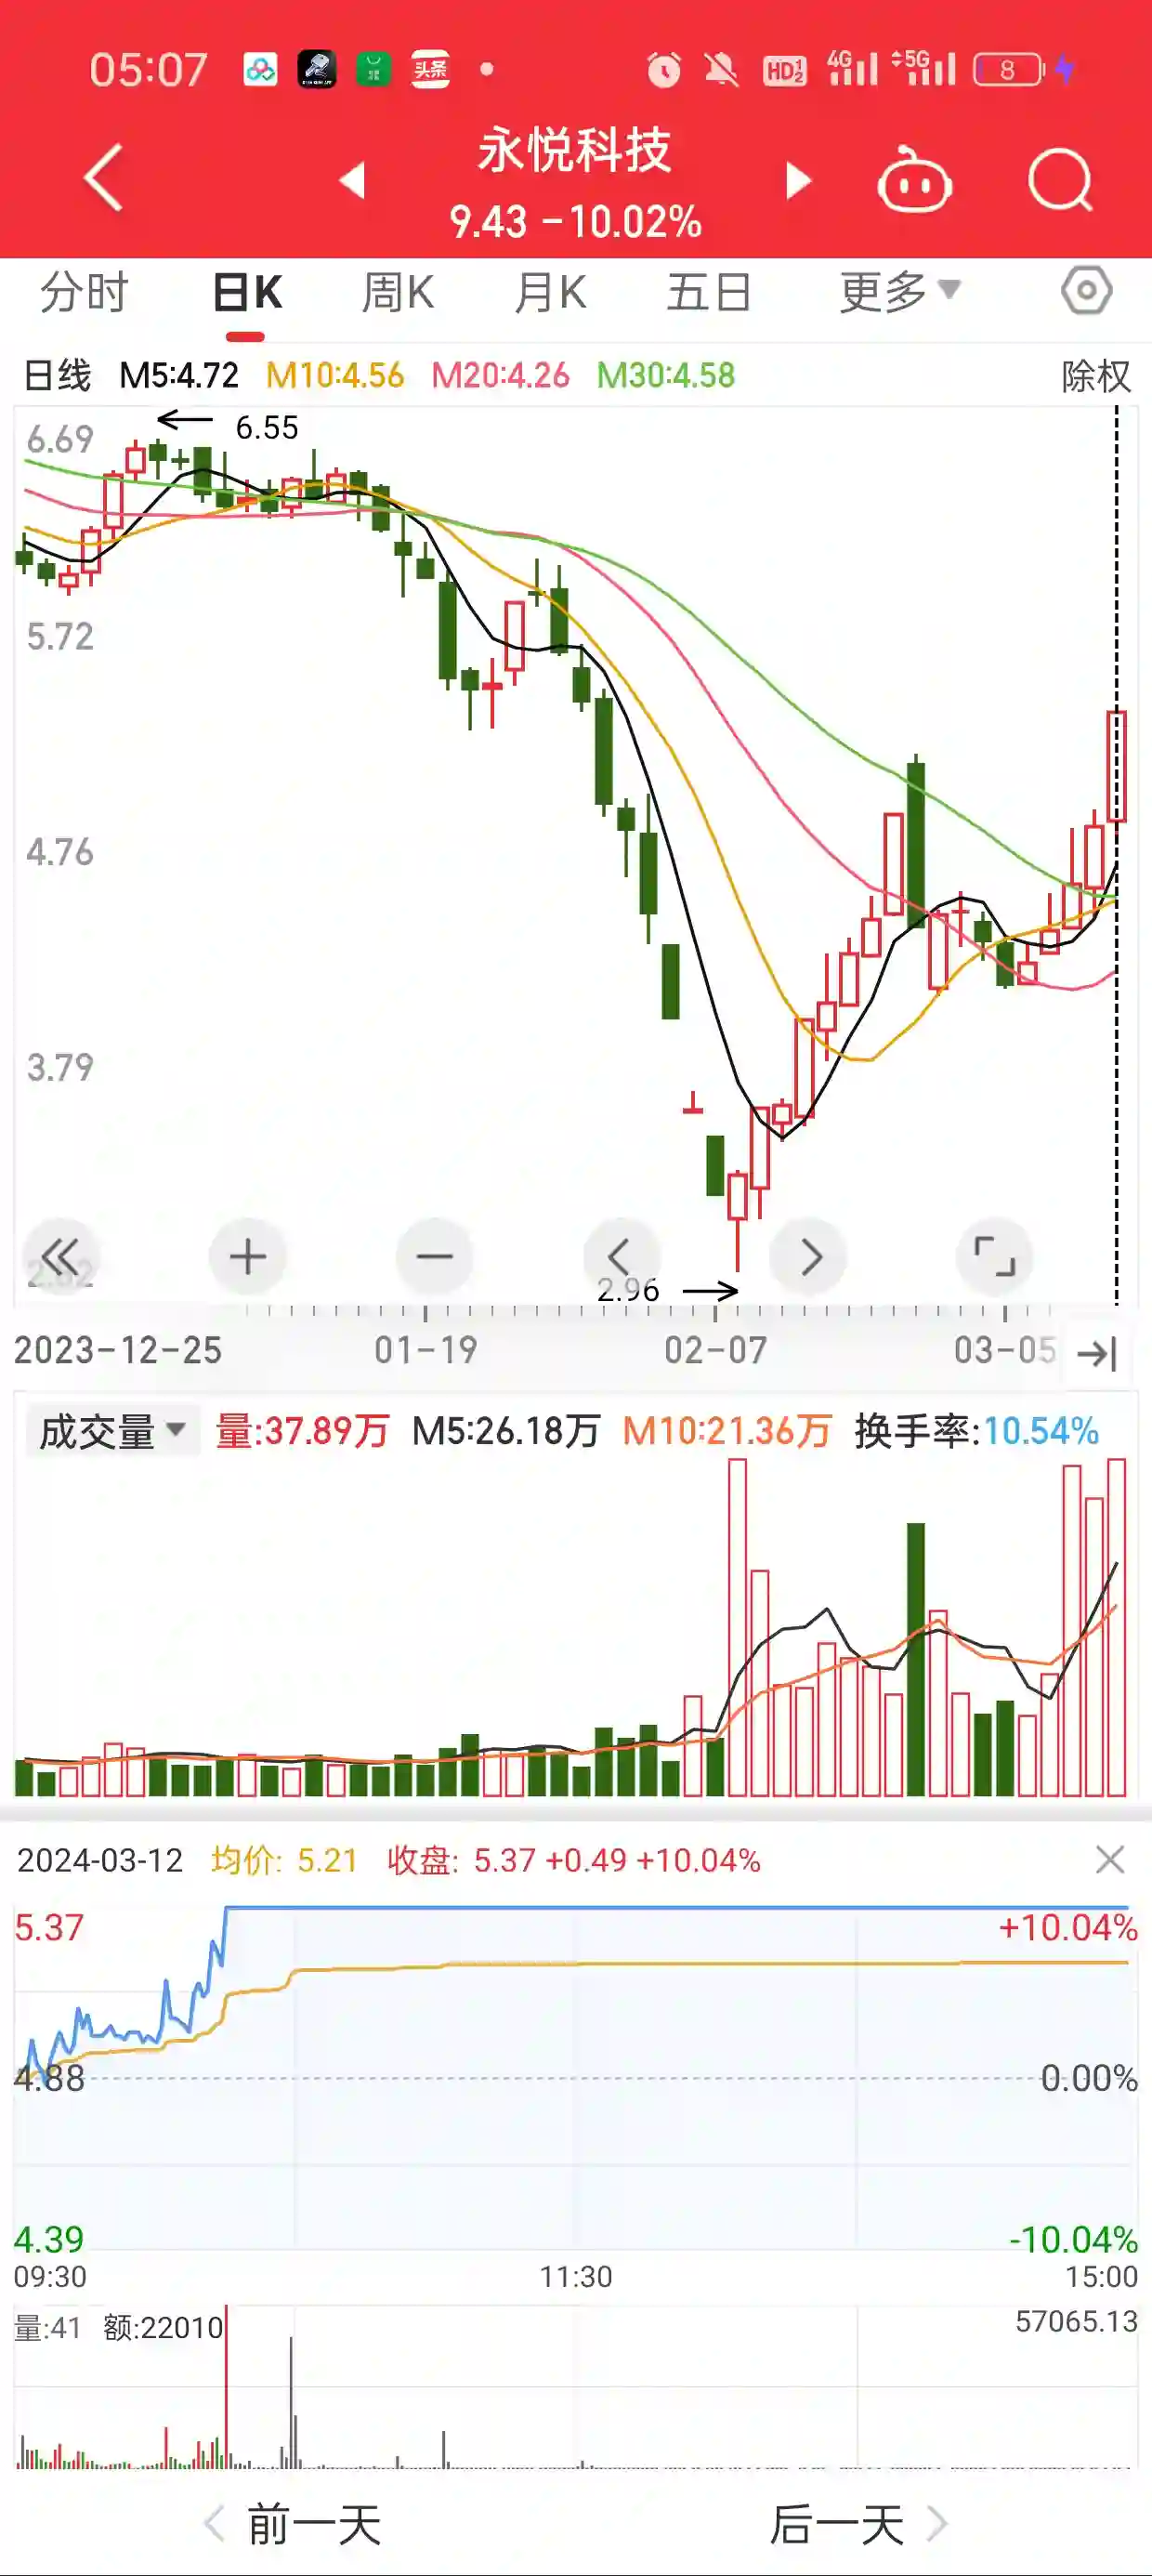 05:07 头条 HD1 2 4G 5G 8
永悦科技
9.43 -10.02%
分时 日K 周K 月K 五日 更多
日线 M5:4.72 M10:4.56 M20:4.26 M30:4.58 除权
6.69 6.55
5.72
4.76
3.79
2.96
2023-12-25 01-19 02-07 03-05
成交量 量:37.89万 M5:26.18万 M10:21.36万 换手率:10.54%
2024-03-12 均价: 5.21 收盘: 5.37 +0.49 +10.04%
5.37 +10.04%
4.88 0.00%
4.39 -10.04%
09:30 11:30 15:00
量:41 额:22010 57065.13
前一天 后一天